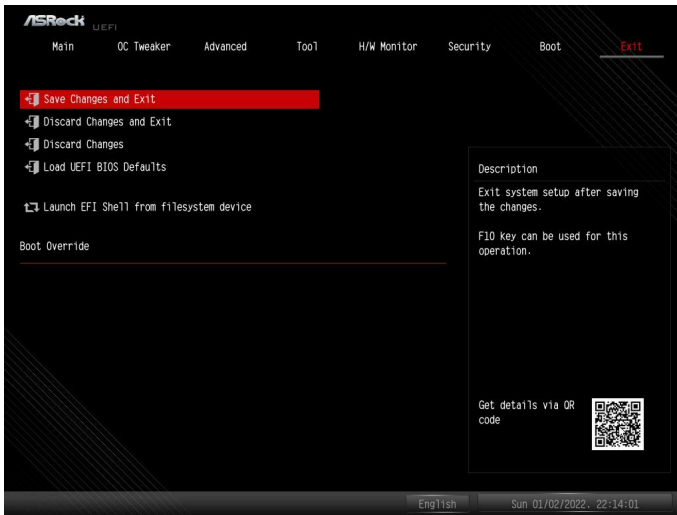 ASRock UEFI
Main OC Tweaker Advanced Tool H/W Monitor Security Boot Exit
Save Changes and Exit
Discard Changes and Exit
Discard Changes
Load UEFI BIOS Defaults
Launch EFI Shell from filesystem device
Boot Override
Description
Exit system setup after saving
the changes.
F10 key can be used for this
operation.
Get details via QR
code
English Sun 01/02/2022. 22:14:01